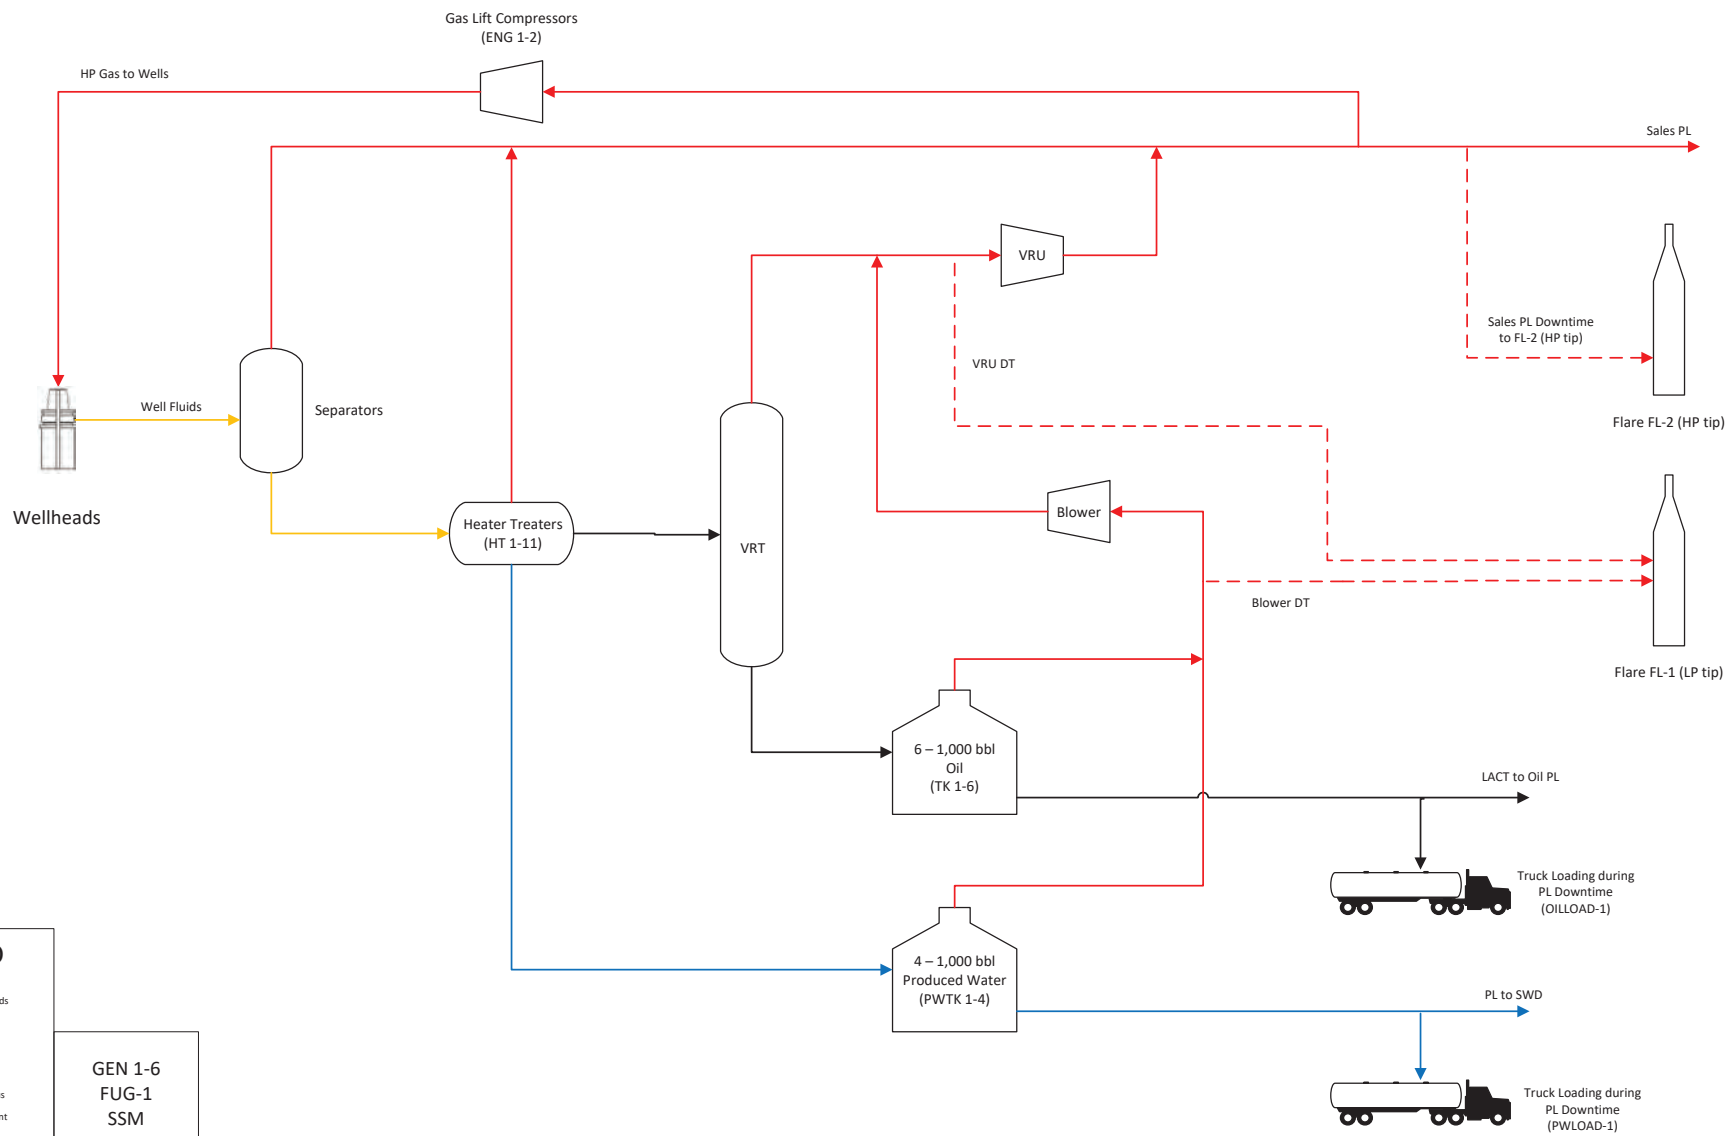 Gas Lift Compressors
(ENG 1-2)
HP Gas to Wells
Sales PL
VRU
Sales PL Downtime
to FL-2 (HP tip)
VRU DT
Well Fluids
Separators
Flare FL-2 (HP tip)
Wellheads
Heater Treaters
(HT 1-11)
Blower
VRT
Blower DT
Flare FL-1 (LP tip)
6 – 1,000 bbl
Oil
(TK 1-6)
LACT to Oil PL
Truck Loading during
PL Downtime
(OILLOAD-1)
4 – 1,000 bbl
Produced Water
(PWTK 1-4)
PL to SWD
GEN 1-6
FUG-1
SSM
Truck Loading during
PL Downtime
(PWLOAD-1)